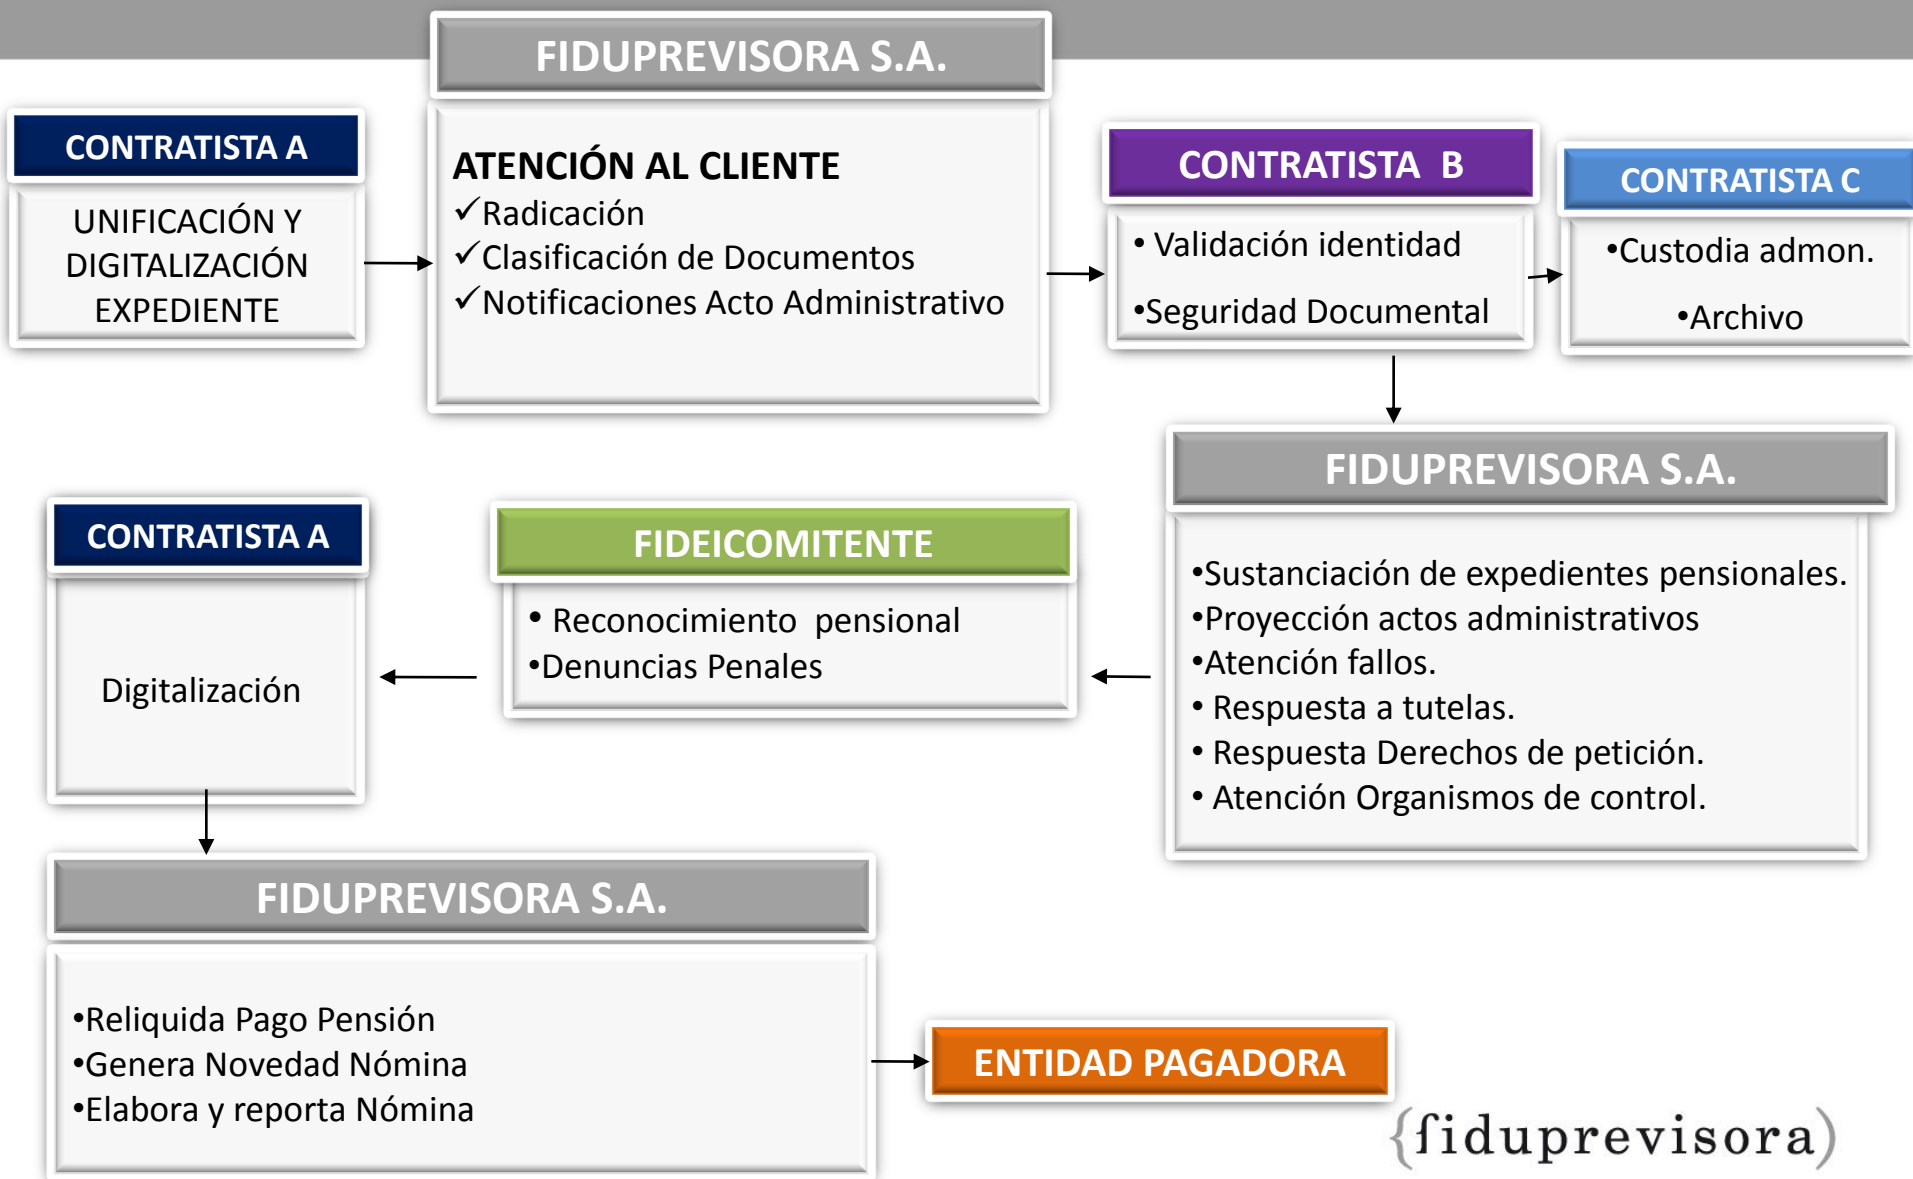 FIDUPREVISORA S.A.
CONTRATISTA A
UNIFICACIÓN Y
DIGITALIZACIÓN
EXPEDIENTE
ATENCIÓN AL CLIENTE
✓Radicación
✓Clasificación de Documentos
✓Notificaciones Acto Administrativo
CONTRATISTA B
• Validación identidad
•Seguridad Documental
CONTRATISTA C
•Custodia admon.
•Archivo
FIDUPREVISORA S.A.
•Sustanciación de expedientes pensionales.
•Proyección actos administrativos
•Atención fallos.
• Respuesta a tutelas.
• Respuesta Derechos de petición.
• Atención Organismos de control.
FIDEICOMITENTE
• Reconocimiento pensional
•Denuncias Penales
CONTRATISTA A
Digitalización
FIDUPREVISORA S.A.
•Reliquida Pago Pensión
•Genera Novedad Nómina
•Elabora y reporta Nómina
ENTIDAD PAGADORA
{fiduprevisora)